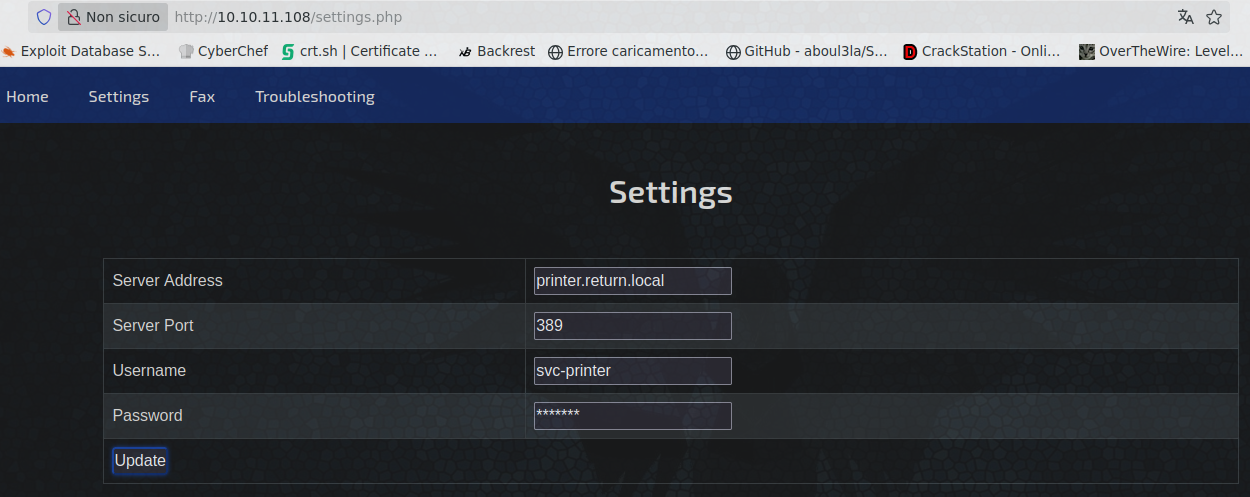 Non sicuro http://10.10.11.108/settings.php
Exploit Database S... CyberChef crt.sh | Certificate ... Backrest Errore caricamento... GitHub - aboul3la/S... CrackStation - Onli... OverTheWire: Level...
Home Settings Fax Troubleshooting
Settings
Server Address printer.return.local
Server Port 389
Username svc-printer
Password *******
Update